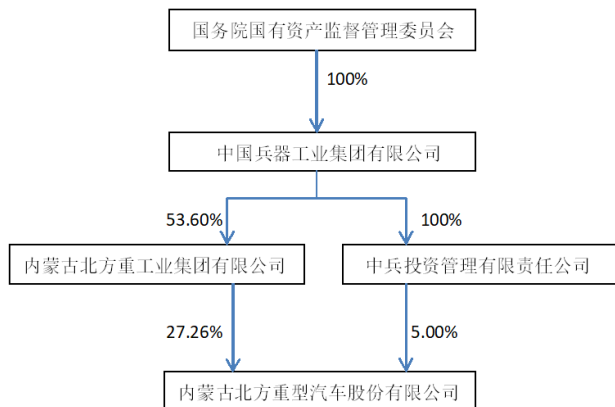 国务院国有资产监督管理委员会
100%
中国兵器工业集团有限公司
53.60%
100%
内蒙古北方重工业集团有限公司
中兵投资管理有限责任公司
27.26%
5.00%
内蒙古北方重型汽车股份有限公司